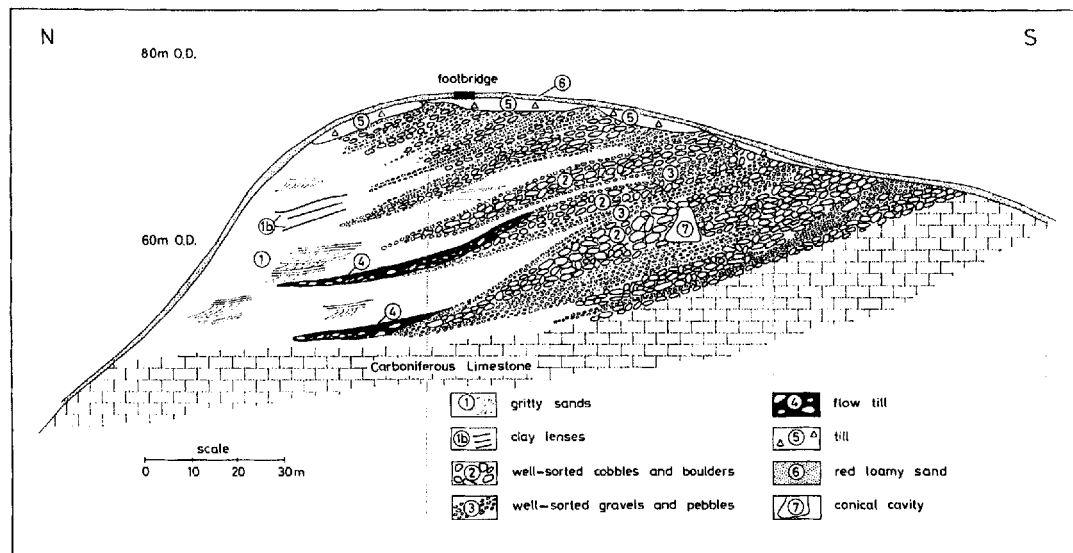 N
S
80m O.D.
footbridge
6
5
5
5
2
3
1b
2
60m O.D.
3
2
7
1
4
4
Carboniferous Limestone
1 gritty sands
4 flow till
1b clay lenses
5 till
scale
0 10 20 30m
2 well-sorted cobbles and boulders
6 red loamy sand
3 well-sorted gravels and pebbles
7 conical cavity